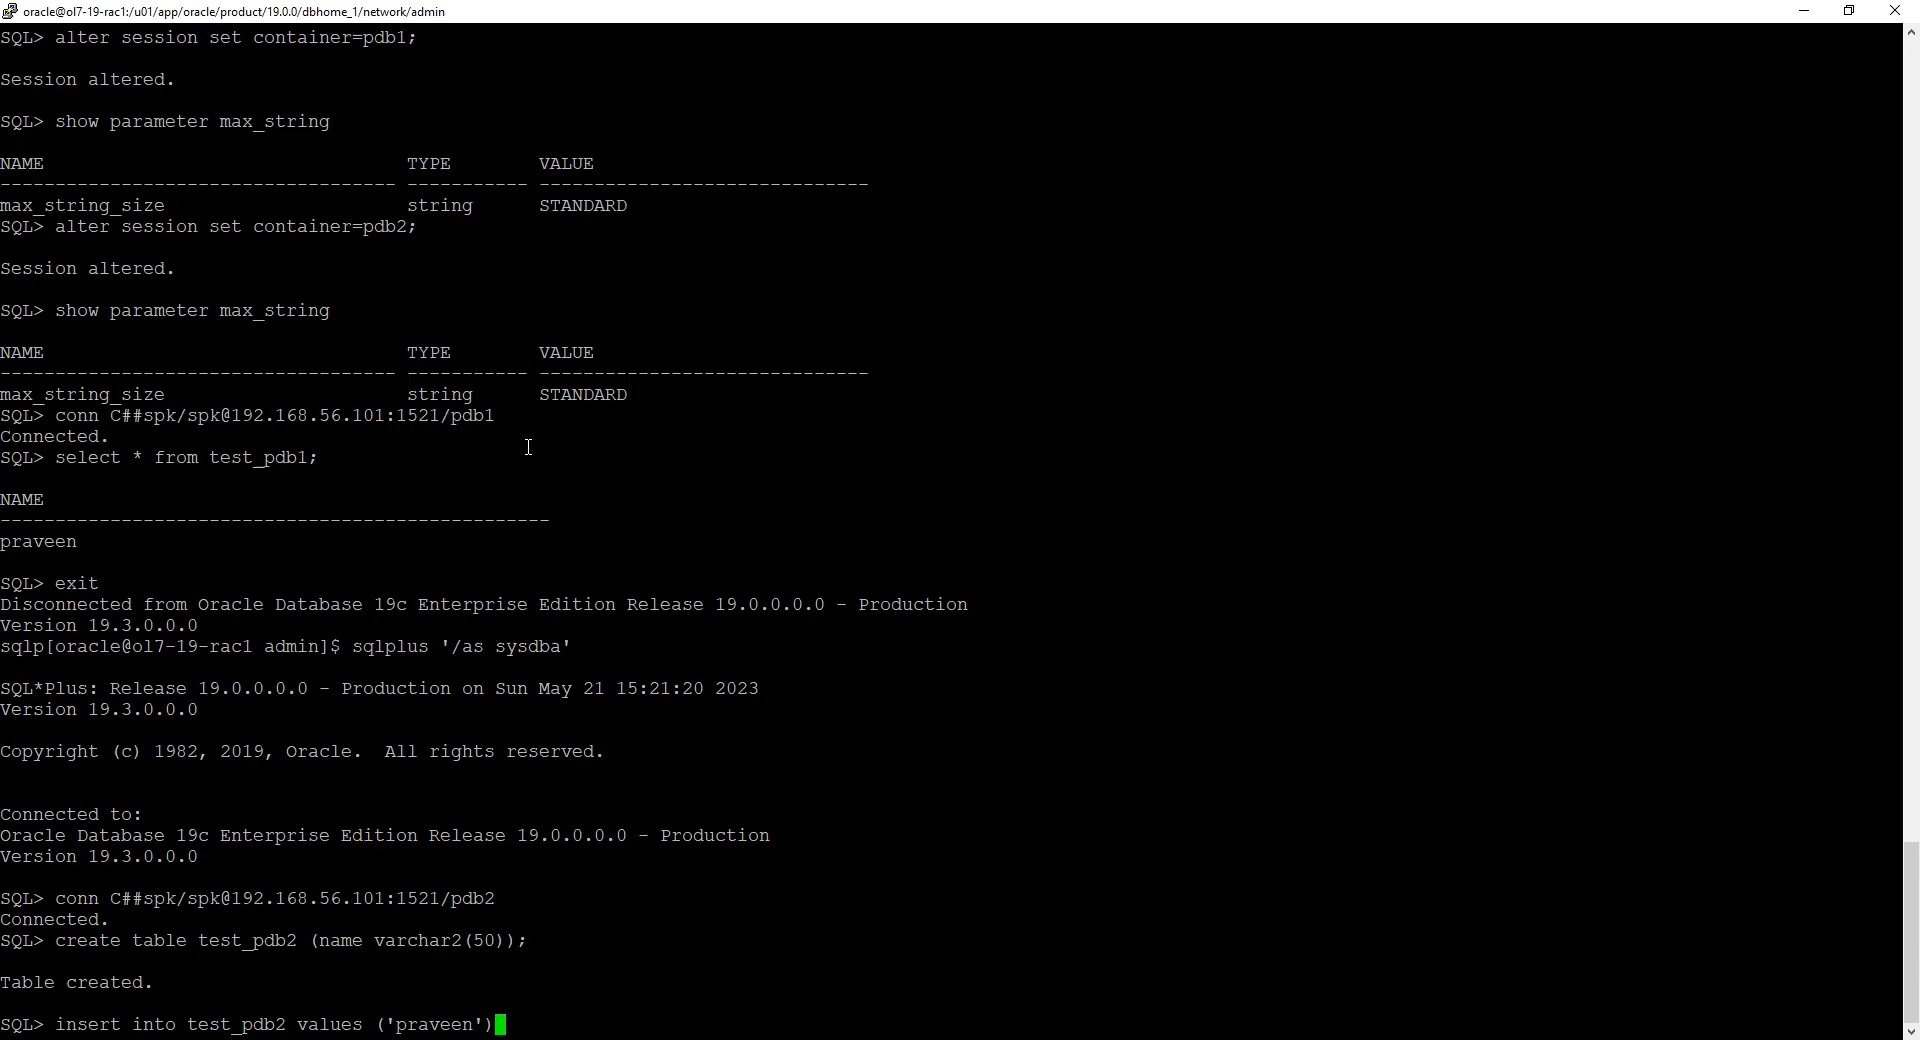 oracle@ol7-19-rac1:/u01/app/oracle/product/19.0.0/dbhome_1/network/admin
SQL> alter session set container=pdb1;
Session altered.
SQL> show parameter max_string
NAME                                 TYPE        VALUE
------------------------------------ ----------- ------------------------------
max_string_size                      string      STANDARD
SQL> alter session set container=pdb2;
Session altered.
SQL> show parameter max_string
NAME                                 TYPE        VALUE
------------------------------------ ----------- ------------------------------
max_string_size                      string      STANDARD
SQL> conn C##spk/spk@192.168.56.101:1521/pdb1
Connected.
SQL> select * from test_pdb1;
NAME
--------------------------------------------------
praveen
SQL> exit
Disconnected from Oracle Database 19c Enterprise Edition Release 19.0.0.0.0 - Production
Version 19.3.0.0.0
sqlp[oracle@ol7-19-rac1 admin]$ sqlplus '/as sysdba'
SQL*Plus: Release 19.0.0.0.0 - Production on Sun May 21 15:21:20 2023
Version 19.3.0.0.0
Copyright (c) 1982, 2019, Oracle.  All rights reserved.
Connected to:
Oracle Database 19c Enterprise Edition Release 19.0.0.0.0 - Production
Version 19.3.0.0.0
SQL> conn C##spk/spk@192.168.56.101:1521/pdb2
Connected.
SQL> create table test_pdb2 (name varchar2(50));
Table created.
SQL> insert into test_pdb2 values ('praveen')